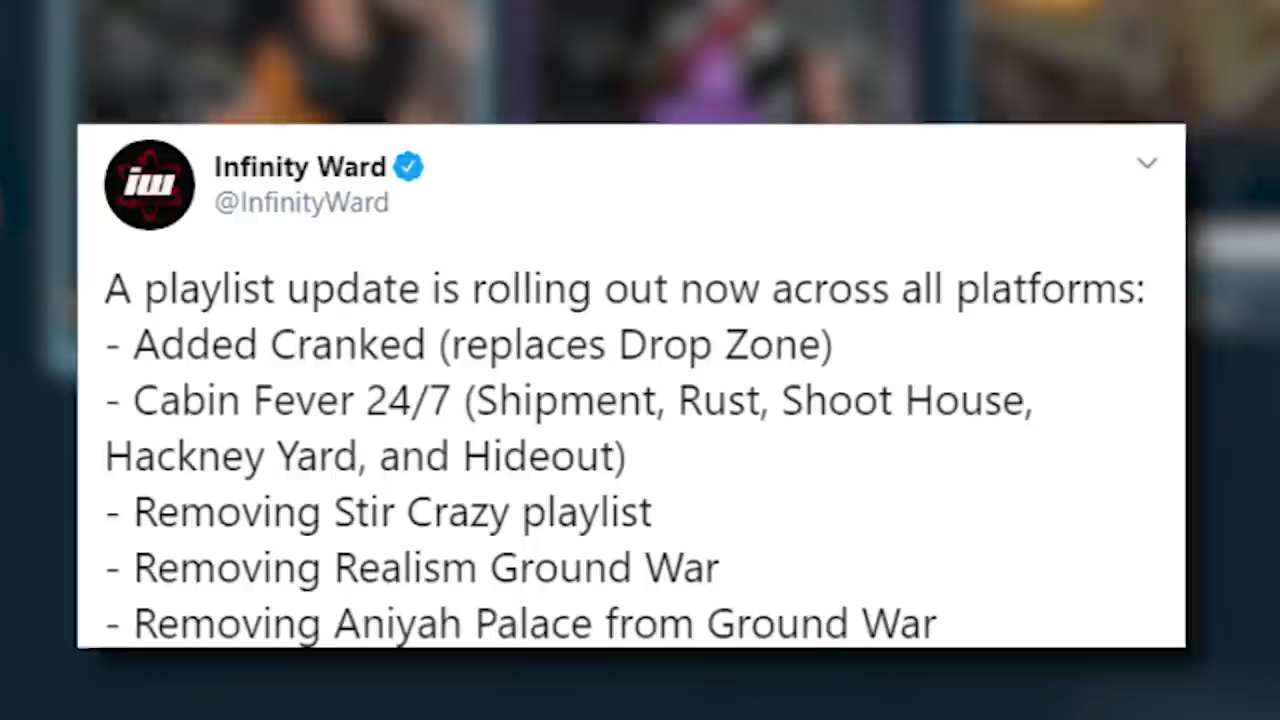 iw
Infinity Ward
@InfinityWard
A playlist update is rolling out now across all platforms:
- Added Cranked (replaces Drop Zone)
- Cabin Fever 24/7 (Shipment, Rust, Shoot House,
Hackney Yard, and Hideout)
- Removing Stir Crazy playlist
- Removing Realism Ground War
- Removing Aniyah Palace from Ground War